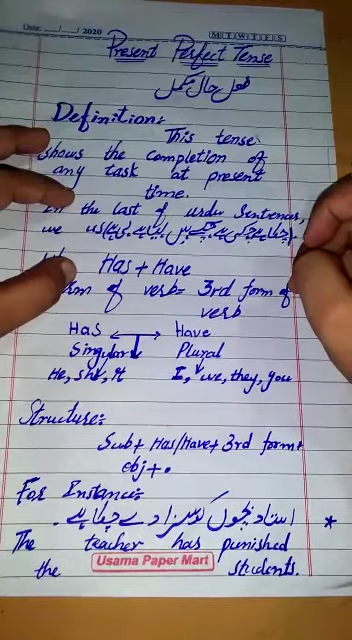 Date: __/__/2020 M T W T F S
Present Perfect Tense
فعل حال مکمل
Definition:
This tense
shows the completion of
any task at present
time.
In the last of urdu Sentences,
we
Has + Have
of verb= 3rd form of
verb
Has ↔ Have
Singular Plural
He, she, it I, we, they, you
Structure:
Sub+ Has/Have+ 3rd form+
obj+.
For Instance:
استاد بچوں کو سزا دے چکا ہے۔ *
The teacher has punished
the students.
Usama Paper Mart